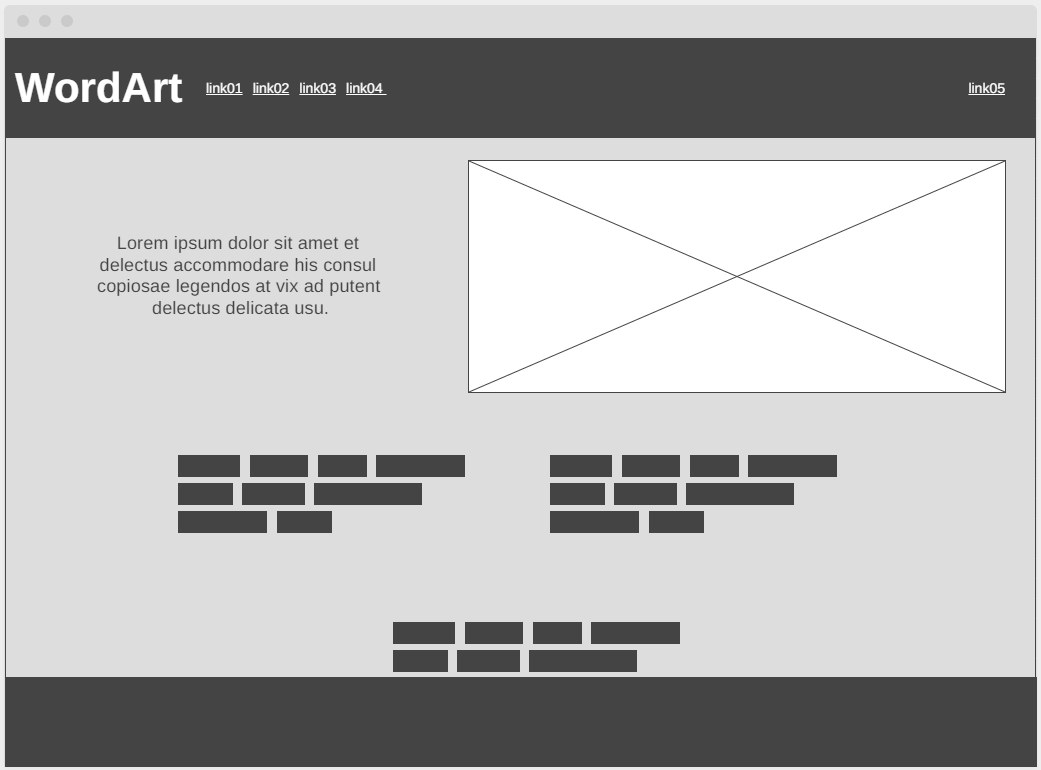 WordArt link01 link02 link03 link04 link05
Lorem ipsum dolor sit amet et
delectus accommodare his consul
copiosae legendos at vix ad putent
delectus delicata usu.